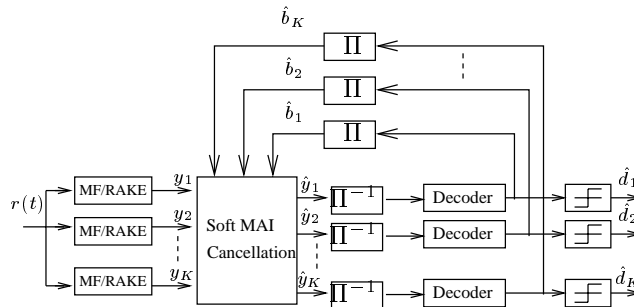 b̂_K
∏
b̂_2
∏
b̂_1
∏
MF/RAKE y_1 ŷ_1 ∏⁻¹ Decoder d̂_1
r(t)
MF/RAKE y_2 Soft MAI Cancellation ŷ_2 ∏⁻¹ Decoder d̂_2
MF/RAKE y_K ŷ_K ∏⁻¹ Decoder d̂_K